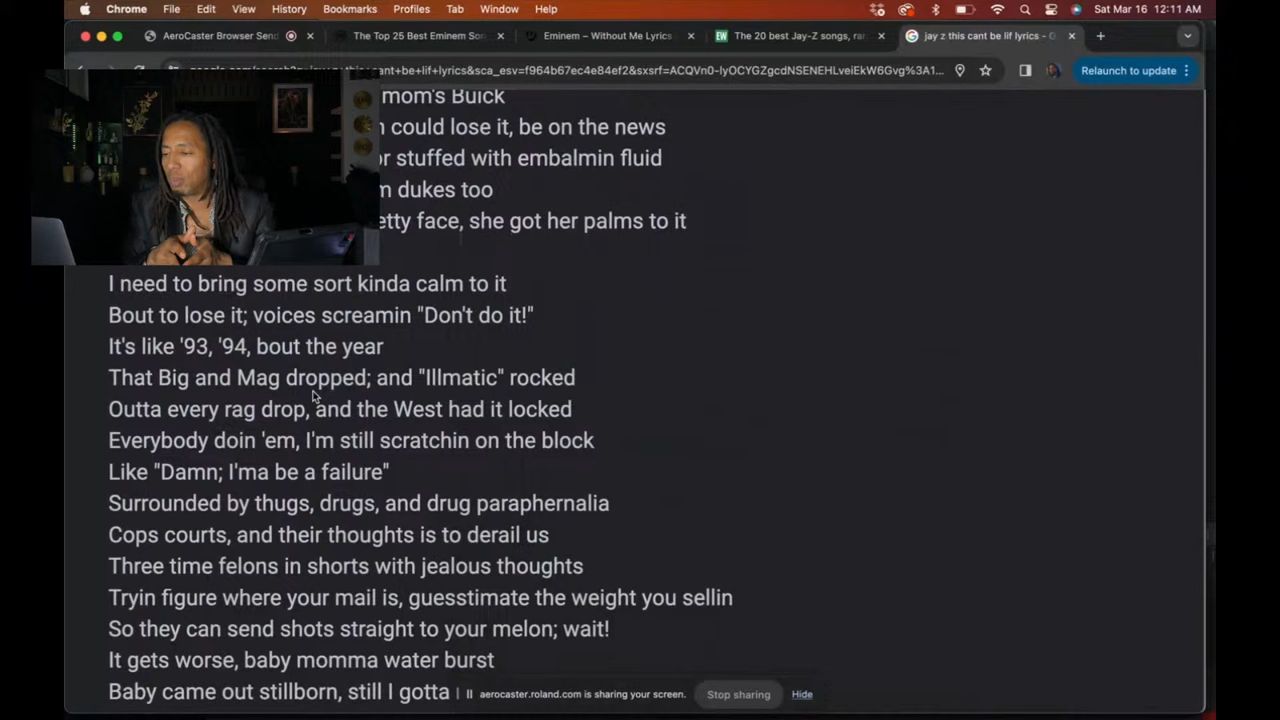 Chrome File Edit View History Bookmarks Profiles Tab Window Help Sat Mar 16 12:11 AM
AeroCaster Browser Send The Top 25 Best Eminem Son Eminem – Without Me Lyrics EW The 20 best Jay-Z songs, ran jay z this cant be lif lyrics - G
+be+lif+lyrics&sca_esv=f964b67ec4e84ef2&sxsrf=ACQVn0-lyOCYGZgcdNSENEHLveiEkW6Gvg%3A1... Relaunch to update
mom's Buick
n could lose it, be on the news
or stuffed with embalmin fluid
m dukes too
etty face, she got her palms to it
I need to bring some sort kinda calm to it
Bout to lose it; voices screamin "Don't do it!"
It's like '93, '94, bout the year
That Big and Mag dropped; and "Illmatic" rocked
Outta every rag drop, and the West had it locked
Everybody doin 'em, I'm still scratchin on the block
Like "Damn; I'ma be a failure"
Surrounded by thugs, drugs, and drug paraphernalia
Cops courts, and their thoughts is to derail us
Three time felons in shorts with jealous thoughts
Tryin figure where your mail is, guesstimate the weight you sellin
So they can send shots straight to your melon; wait!
It gets worse, baby momma water burst
Baby came out stillborn, still I gotta
aerocaster.roland.com is sharing your screen. Stop sharing Hide